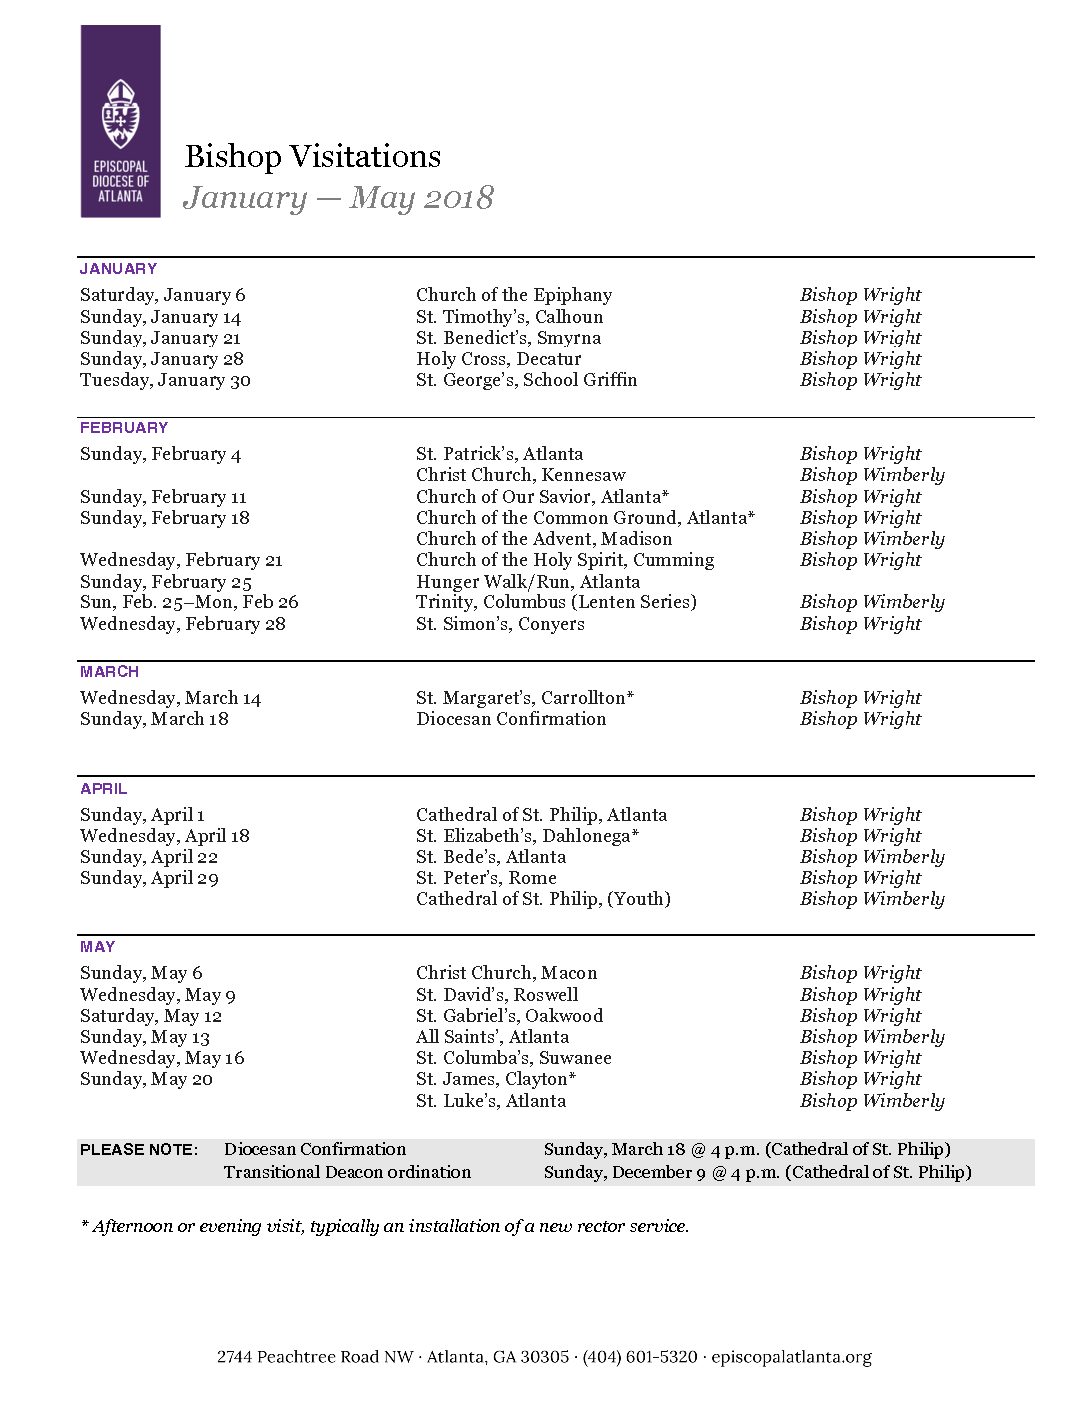 EPISCOPAL
DIOCESE OF
ATLANTA
Bishop Visitations
January — May 2018
JANUARY
Saturday, January 6 Church of the Epiphany Bishop Wright
Sunday, January 14 St. Timothy's, Calhoun Bishop Wright
Sunday, January 21 St. Benedict's, Smyrna Bishop Wright
Sunday, January 28 Holy Cross, Decatur Bishop Wright
Tuesday, January 30 St. George's, School Griffin Bishop Wright
FEBRUARY
Sunday, February 4 St. Patrick's, Atlanta Bishop Wright
Christ Church, Kennesaw Bishop Wimberly
Sunday, February 11 Church of Our Savior, Atlanta* Bishop Wright
Sunday, February 18 Church of the Common Ground, Atlanta* Bishop Wright
Church of the Advent, Madison Bishop Wimberly
Wednesday, February 21 Church of the Holy Spirit, Cumming Bishop Wright
Sunday, February 25 Hunger Walk/Run, Atlanta
Sun, Feb. 25–Mon, Feb 26 Trinity, Columbus (Lenten Series) Bishop Wimberly
Wednesday, February 28 St. Simon's, Conyers Bishop Wright
MARCH
Wednesday, March 14 St. Margaret's, Carrollton* Bishop Wright
Sunday, March 18 Diocesan Confirmation Bishop Wright
APRIL
Sunday, April 1 Cathedral of St. Philip, Atlanta Bishop Wright
Wednesday, April 18 St. Elizabeth's, Dahlonega* Bishop Wright
Sunday, April 22 St. Bede's, Atlanta Bishop Wimberly
Sunday, April 29 St. Peter's, Rome Bishop Wright
Cathedral of St. Philip, (Youth) Bishop Wimberly
MAY
Sunday, May 6 Christ Church, Macon Bishop Wright
Wednesday, May 9 St. David's, Roswell Bishop Wright
Saturday, May 12 St. Gabriel's, Oakwood Bishop Wright
Sunday, May 13 All Saints', Atlanta Bishop Wimberly
Wednesday, May 16 St. Columba's, Suwanee Bishop Wright
Sunday, May 20 St. James, Clayton* Bishop Wright
St. Luke's, Atlanta Bishop Wimberly
PLEASE NOTE: Diocesan Confirmation Sunday, March 18 @ 4 p.m. (Cathedral of St. Philip)
Transitional Deacon ordination Sunday, December 9 @ 4 p.m. (Cathedral of St. Philip)
* Afternoon or evening visit, typically an installation of a new rector service.
2744 Peachtree Road NW · Atlanta, GA 30305 · (404) 601-5320 · episcopalatlanta.org